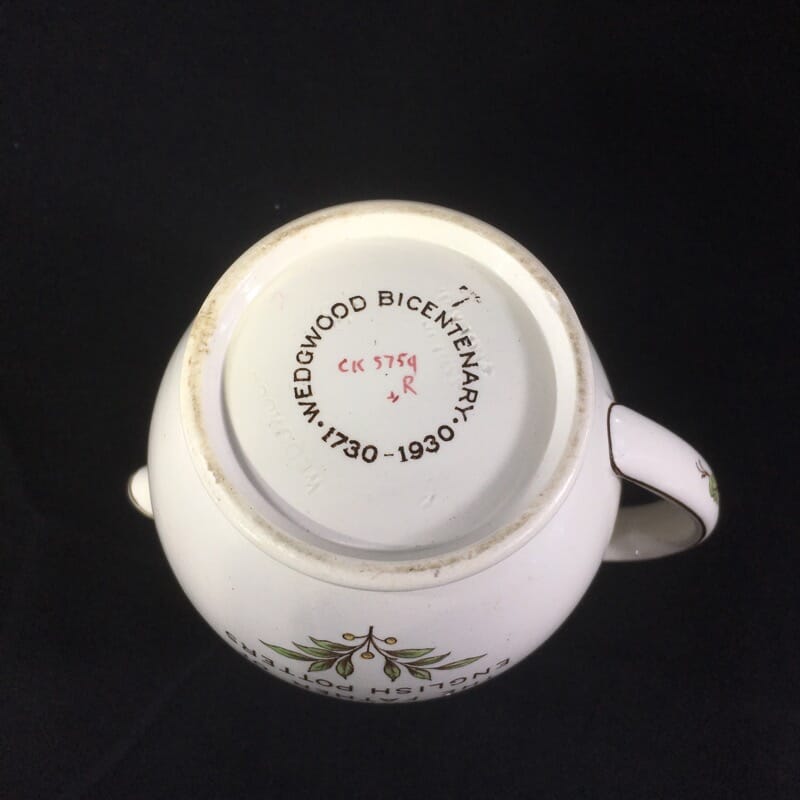 WEDGWOOD BICENTENARY · 1730 - 1930 ·
CK 5759
R
ENGLISH POTTERS